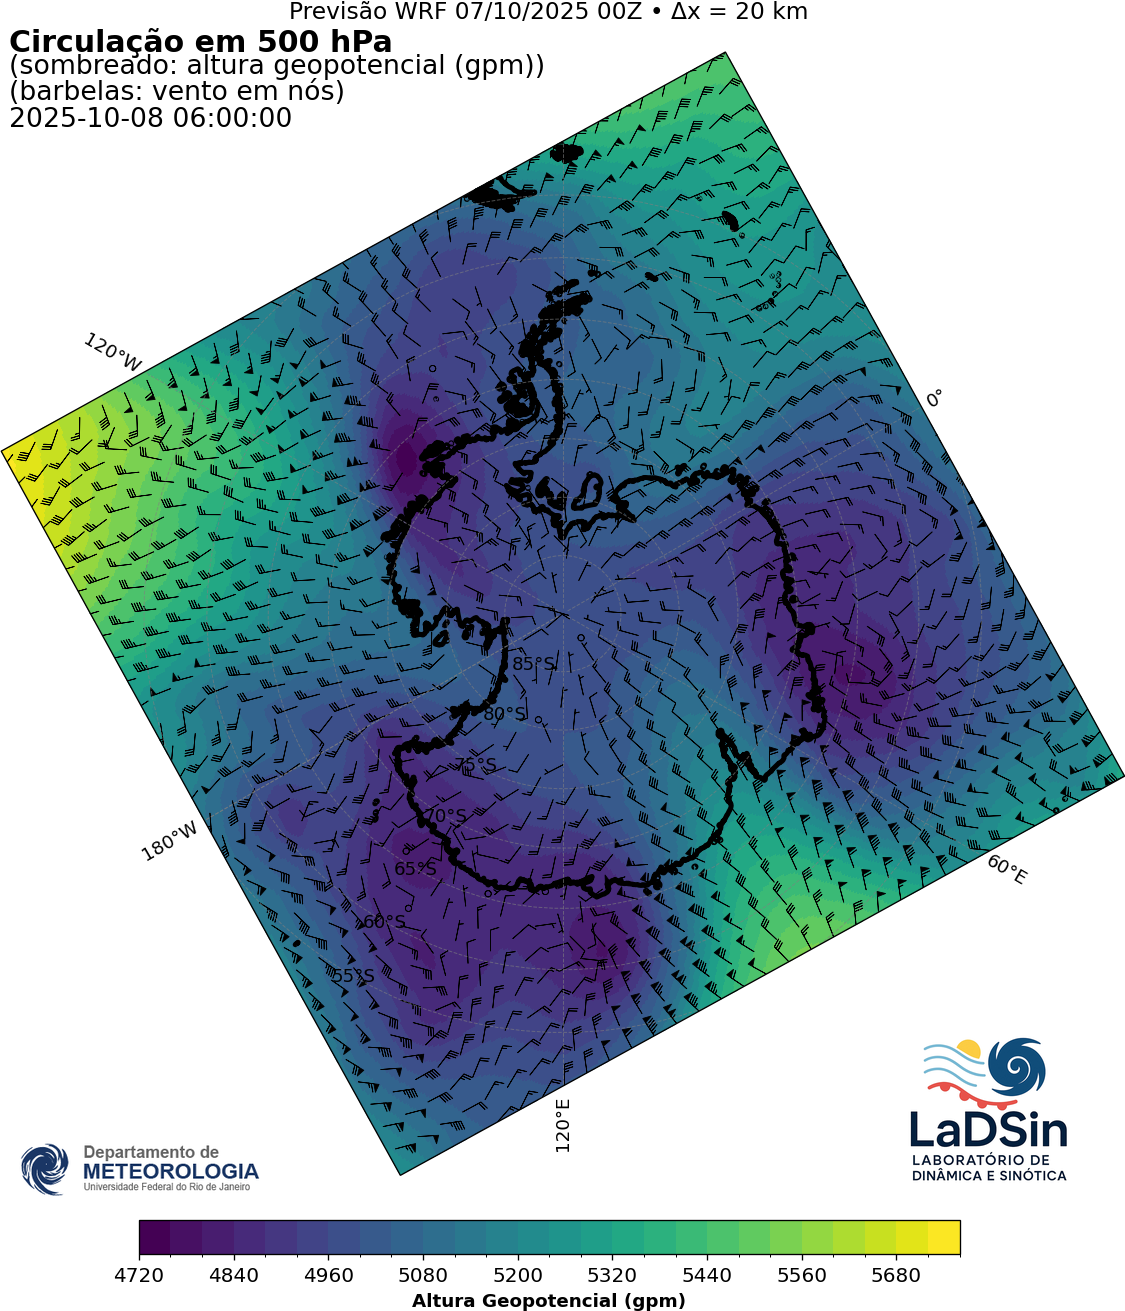 Previsão WRF 07/10/2025 00Z • Δx = 20 km
Circulação em 500 hPa
(sombreado: altura geopotencial (gpm))
(barbelas: vento em nós)
2025-10-08 06:00:00
120°W
0°
85°S
80°S
75°S
70°S
180°W
65°S
60°E
60°S
55°S
120°E
LaDSin
LABORATÓRIO DE
DINÂMICA E SINÓTICA
Departamento de
METEOROLOGIA
Universidade Federal do Rio de Janeiro
4720 4840 4960 5080 5200 5320 5440 5560 5680
Altura Geopotencial (gpm)